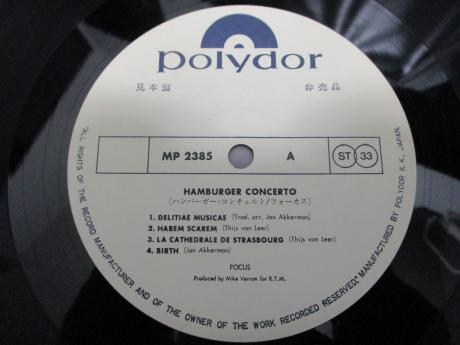 polydor
見本盤 非売品
MP 2385 A ST 33
HAMBURGER CONCERTO
(ハンバーガー・コンチェルト/フォーカス)
1. DELITIAE MUSICAE (Trad. arr. Jan Akkerman)
2. HAREM SCAREM (Thijs van Leer)
3. LA CATHEDRALE DE STRASBOURG (Thijs van Leer)
4. BIRTH (Jan Akkerman)
FOCUS
Produced by Mike Vernon for R.T.M.
"ALL RIGHTS OF THE RECORD MANUFACTURER AND OF THE OWNER OF THE WORK RECORDED RESERVED," MANUFACTURED BY POLYDOR K.K., JAPAN.